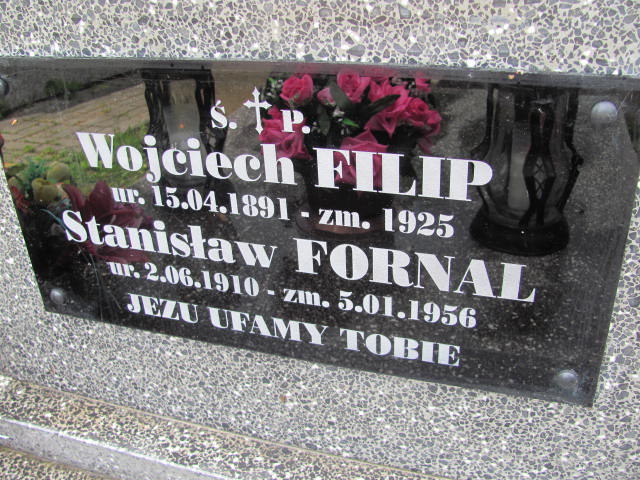 Ś. † P.
Wojciech FILIP
ur. 15.04.1891 - zm. 1925
Stanisław FORNAL
ur. 2.06.1910 - zm. 5.01.1956
JEZU UFAMY TOBIE